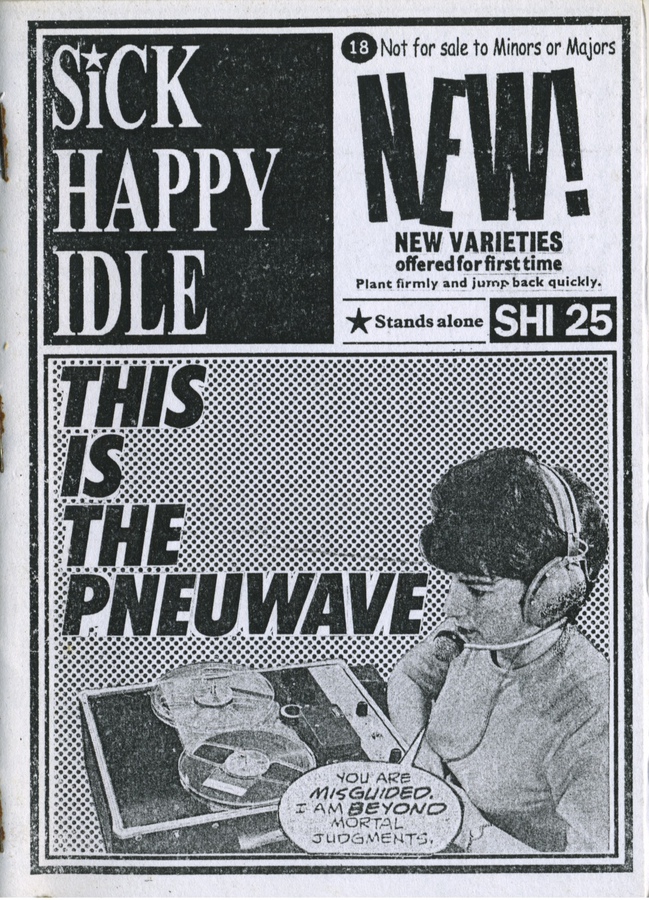 SiCK
HAPPY
IDLE
18 Not for sale to Minors or Majors
NEW!
NEW VARIETIES
offered for first time
Plant firmly and jump back quickly.
★ Stands alone
SHI 25
THIS
IS
THE
PNEUWAVE
YOU ARE
MISGUIDED.
I AM BEYOND
MORTAL
JUDGMENTS.